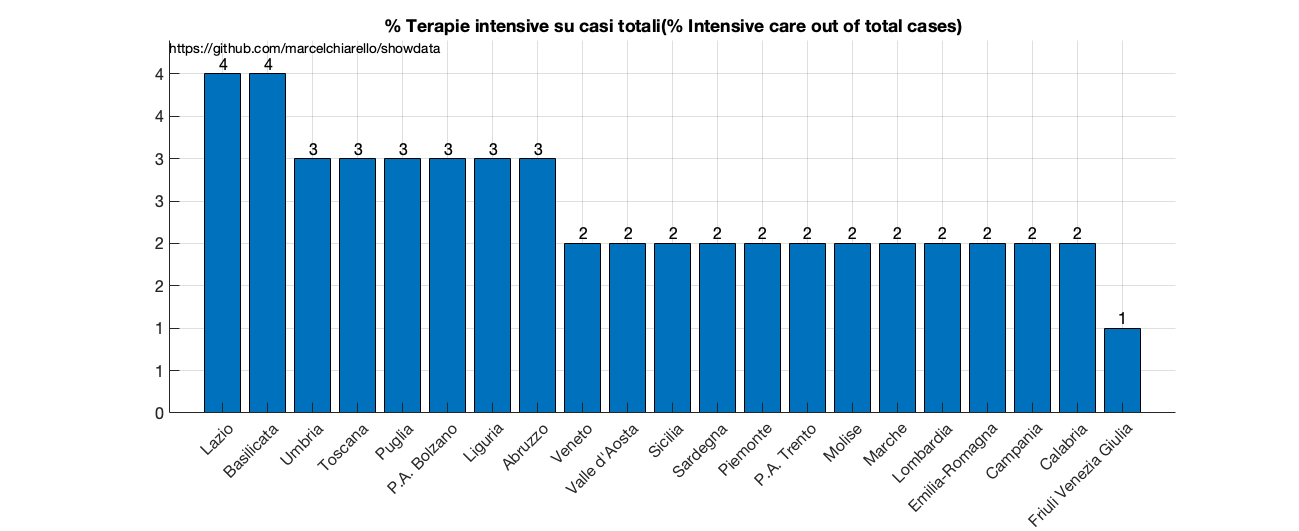 % Terapie intensive su casi totali(% Intensive care out of total cases)
https://github.com/marcelchiarello/showdata
4 4 3 3 3 3 3 3 2 2 2 2 2 2 2 2 2 2 2 2 1
4
4
3
3
2
2
1
1
0
Lazio
Basilicata
Umbria
Toscana
Puglia
P.A. Bolzano
Liguria
Abruzzo
Veneto
Valle d'Aosta
Sicilia
Sardegna
Piemonte
P.A. Trento
Molise
Marche
Lombardia
Emilia-Romagna
Campania
Calabria
Friuli Venezia Giulia